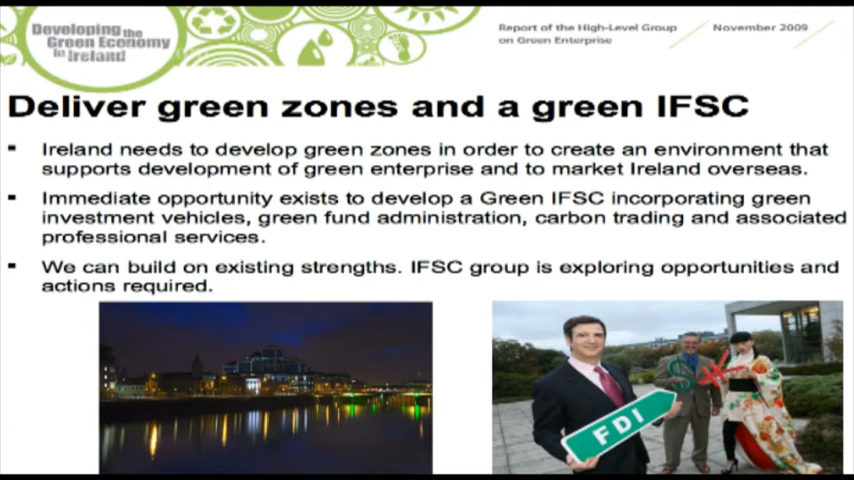 Developing the
Green Economy
in Ireland
Report of the High-Level Group
on Green Enterprise
November 2009
Deliver green zones and a green IFSC
Ireland needs to develop green zones in order to create an environment that
supports development of green enterprise and to market Ireland overseas.
Immediate opportunity exists to develop a Green IFSC incorporating green
investment vehicles, green fund administration, carbon trading and associated
professional services.
We can build on existing strengths. IFSC group is exploring opportunities and
actions required.
FDI
$